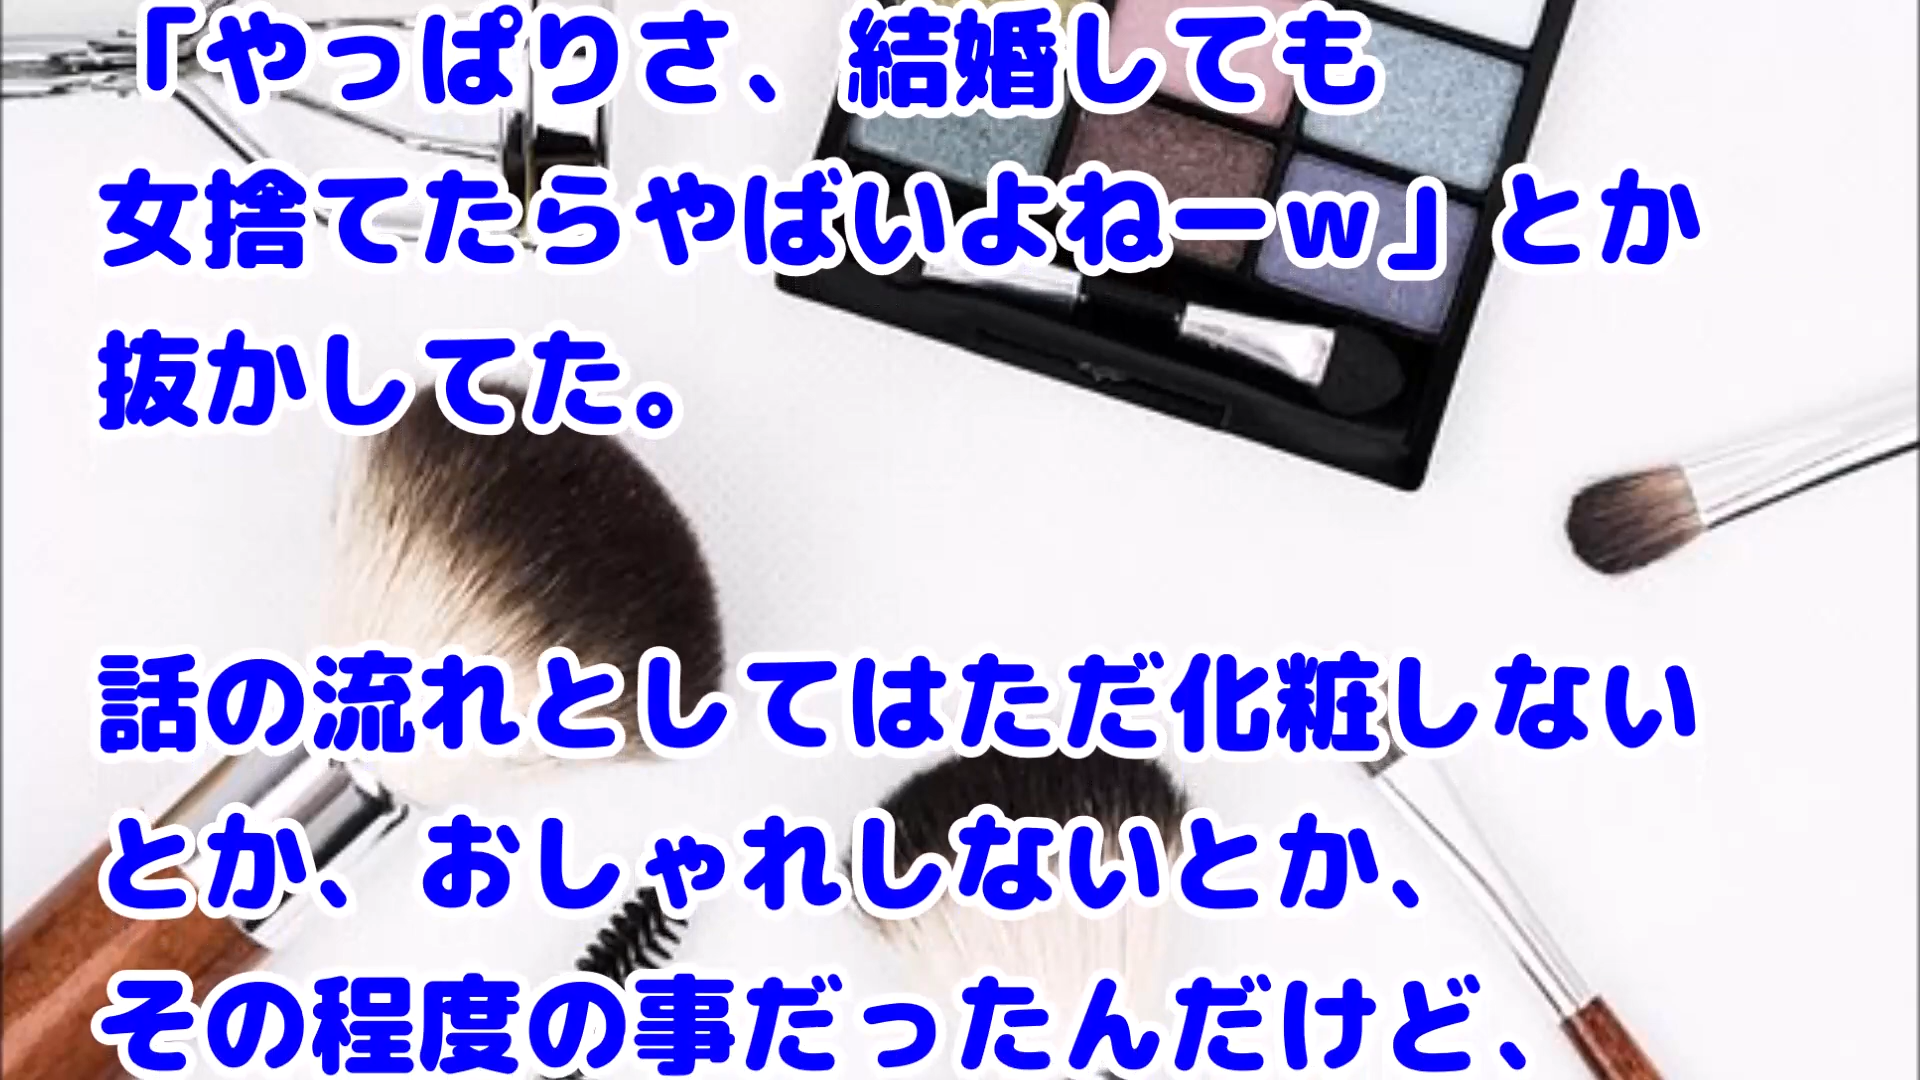 「やっぱりさ、結婚しても
女捨てたらやばいよねーｗ」とか
抜かしてた。
話の流れとしてはただ化粧しない
とか、おしゃれしないとか、
その程度の事だったんだけど、